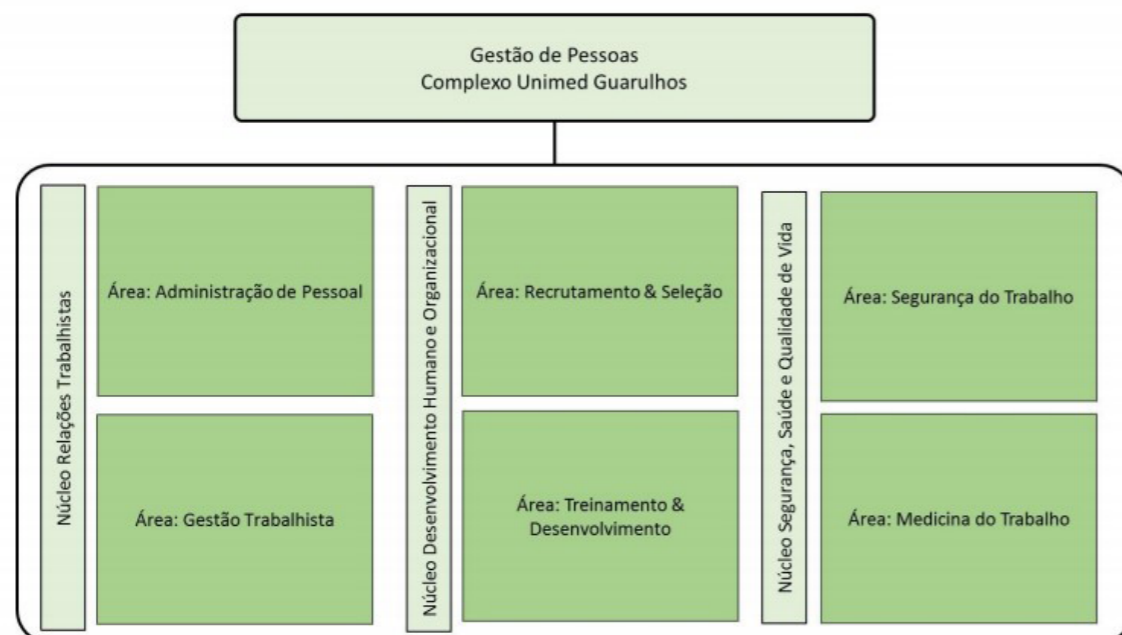 Gestão de Pessoas
Complexo Unimed Guarulhos
Núcleo Relações Trabalhistas
Área: Administração de Pessoal
Área: Gestão Trabalhista
Núcleo Desenvolvimento Humano e Organizacional
Área: Recrutamento & Seleção
Área: Treinamento &
Desenvolvimento
Núcleo Segurança, Saúde e Qualidade de Vida
Área: Segurança do Trabalho
Área: Medicina do Trabalho